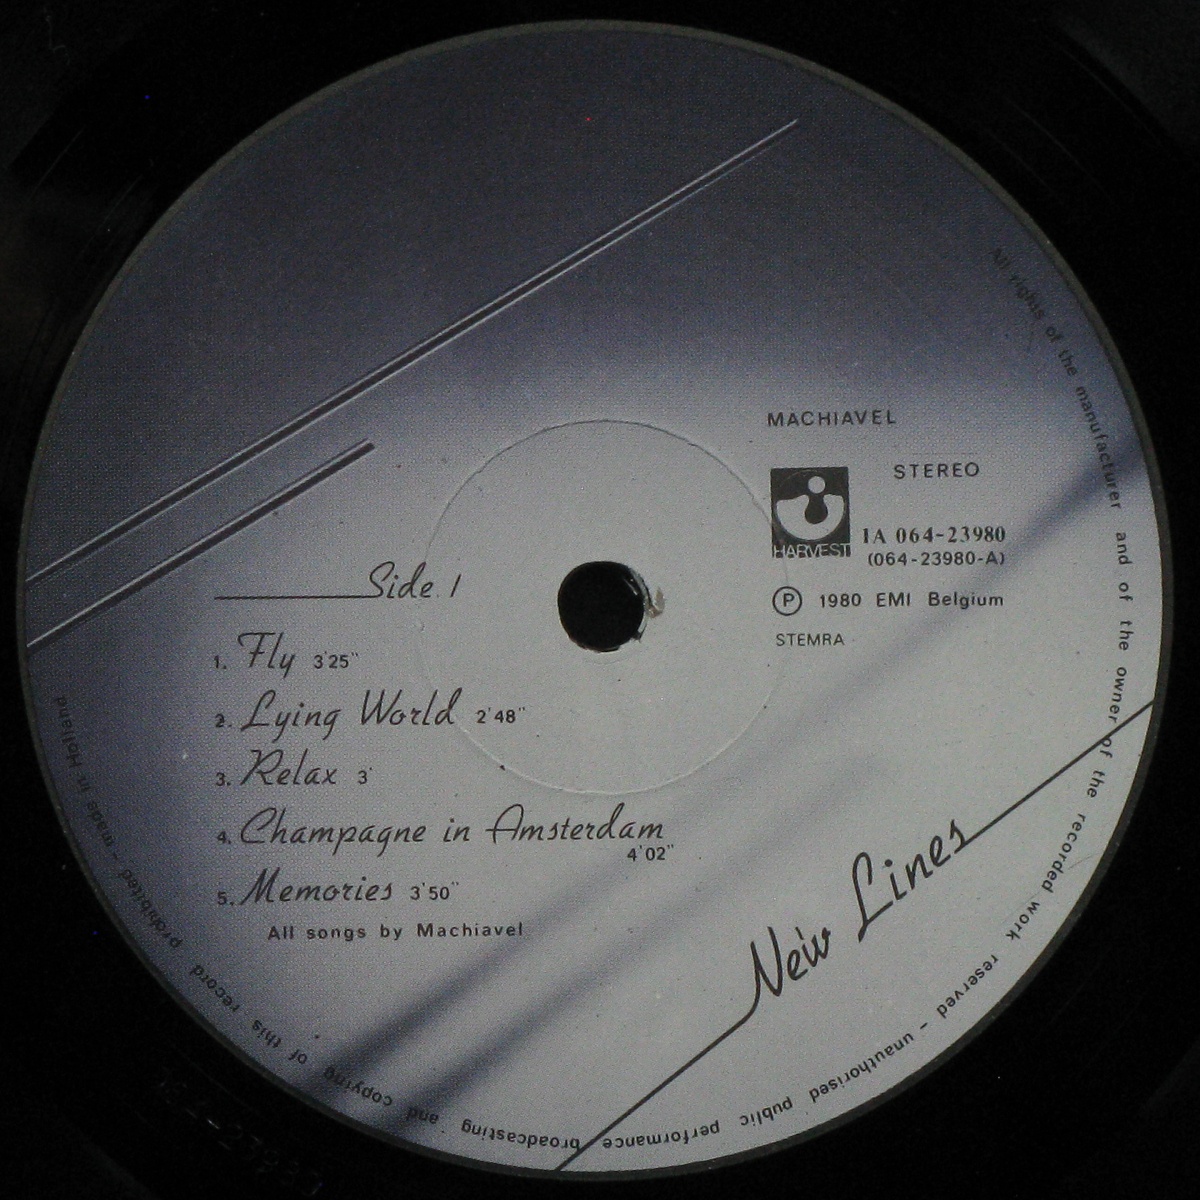 MACHIAVEL
STEREO
HARVEST
1A 064-23980
(064-23980-A)
P 1980 EMI Belgium
STEMRA
Side 1
1. Fly 3'25"
2. Lying World 2'48"
3. Relax 3'
4. Champagne in Amsterdam
4'02"
5. Memories 3'50"
All songs by Machiavel
New Lines
All rights of the manufacturer and of the owner of the recorded work reserved - unauthorised public performance broadcasting and copying of this record prohibited - made in Holland